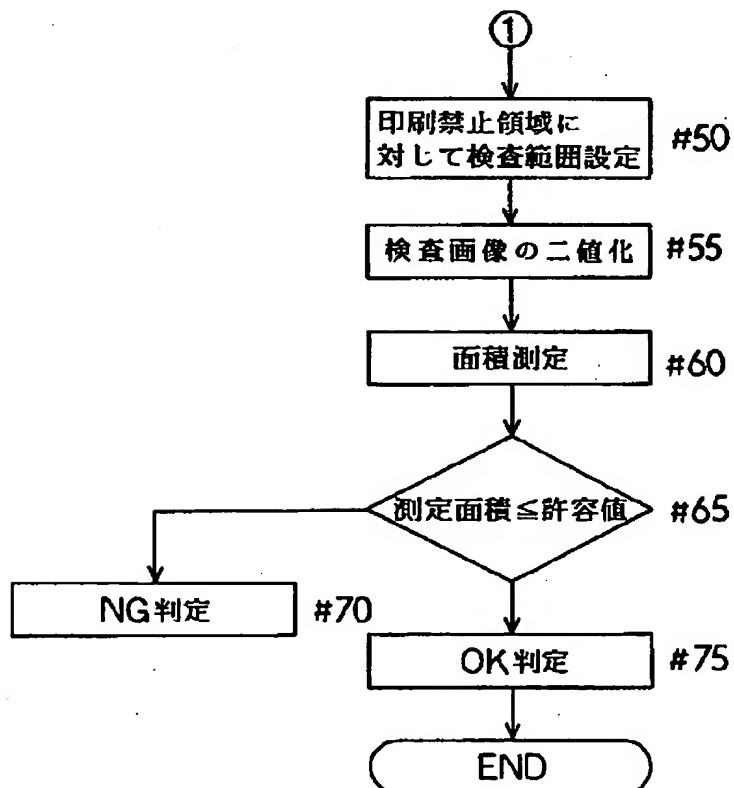 ①
印刷禁止領域に
対して検査範囲設定
#50
検査画像の二値化
#55
面積測定
#60
測定面積≦許容値
#65
NG判定
#70
OK判定
#75
END